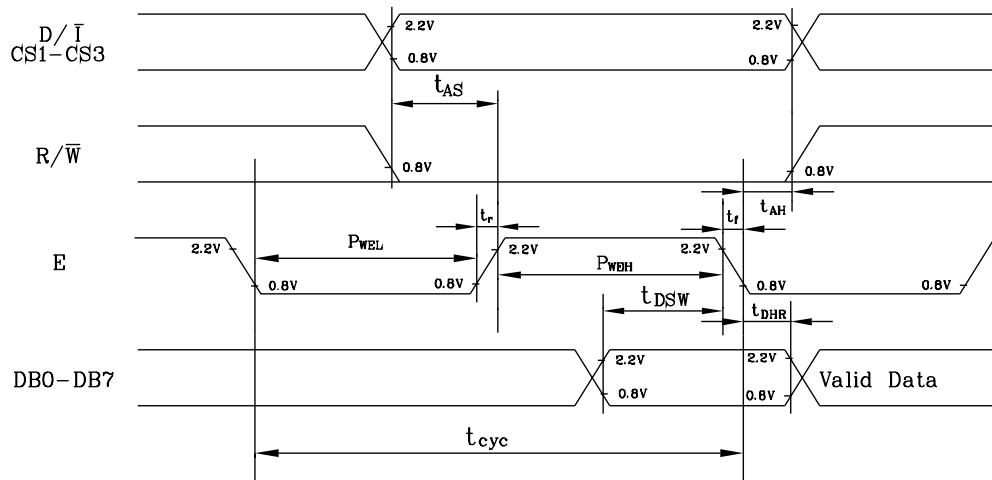 D/I̅
CS1-CS3
2.2V
2.2V
0.8V
0.8V
tAS
R/W̅
0.8V
0.8V
tAH
tr
tf
E
2.2V
PWEL
2.2V
2.2V
PWEH
0.8V
0.8V
0.8V
0.8V
tDSW
tDHR
DB0-DB7
2.2V
2.2V
0.8V
0.8V
Valid Data
tcyc